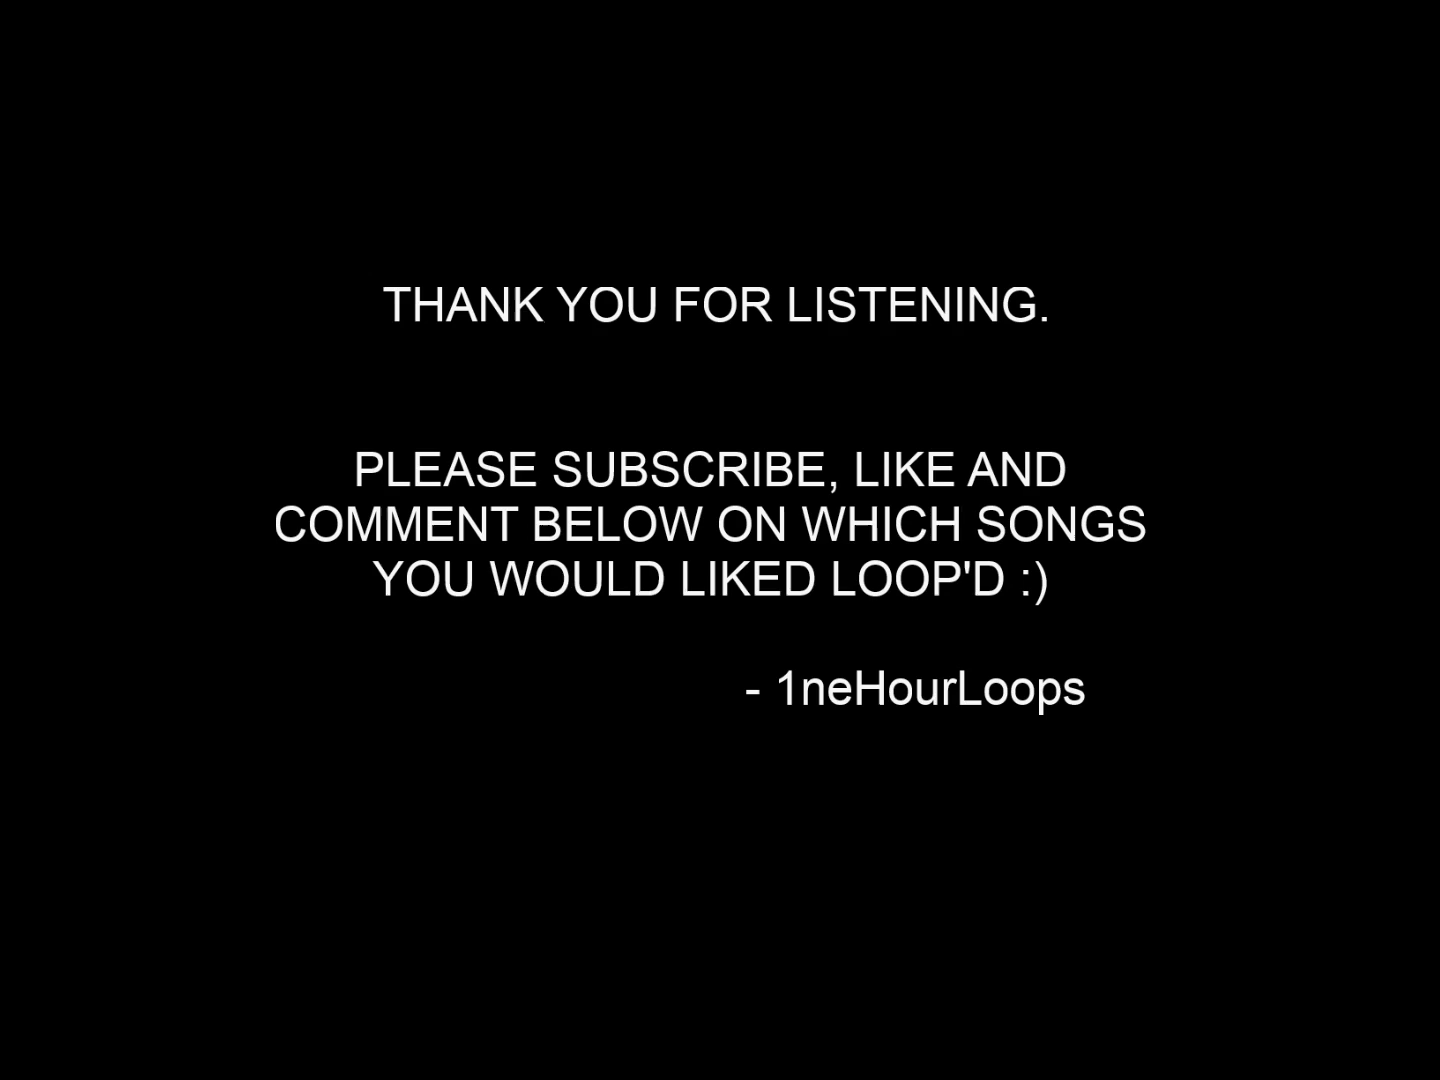 THANK YOU FOR LISTENING.
PLEASE SUBSCRIBE, LIKE AND
COMMENT BELOW ON WHICH SONGS
YOU WOULD LIKED LOOP'D :)
- 1neHourLoops